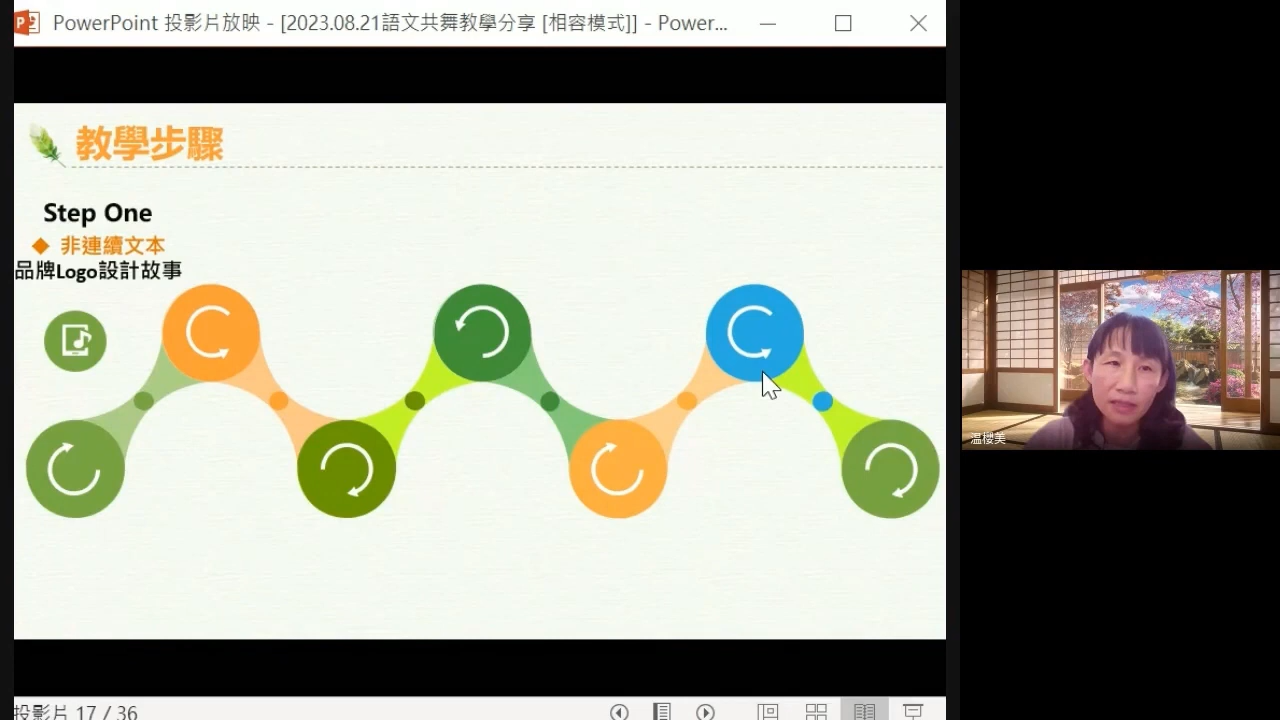 PowerPoint 投影片放映 - [2023.08.21語文共舞教學分享 [相容模式]] - Power...
教學步驟
Step One
◆ 非連續文本
品牌Logo設計故事
温櫻美
投影片 17 / 36